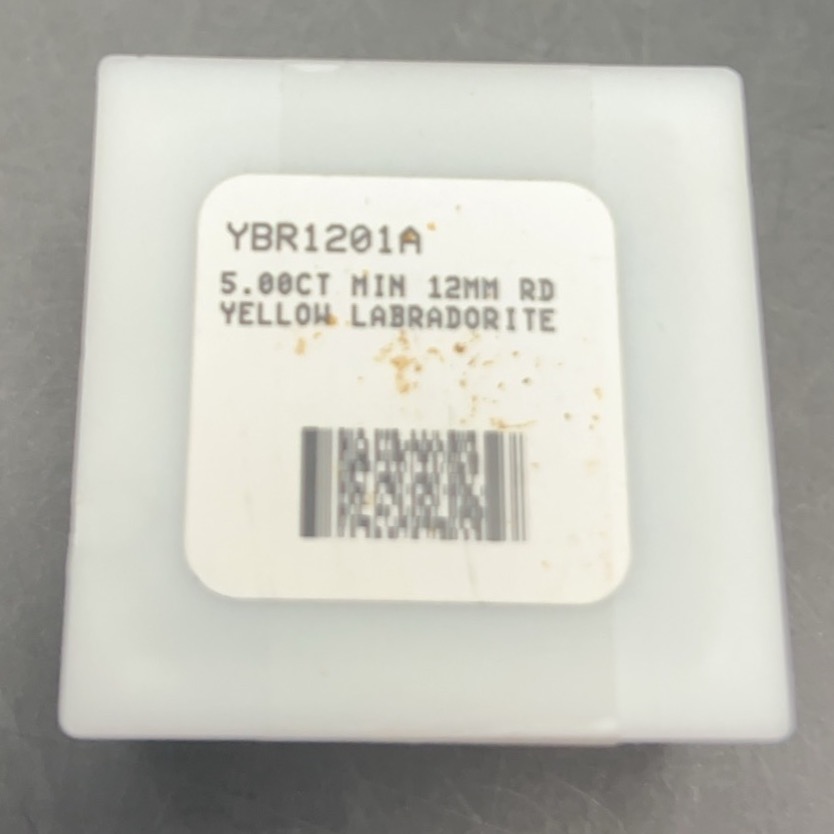 YBR1201A
5.00CT MIN 12MM RD
YELLOW LABRADORITE